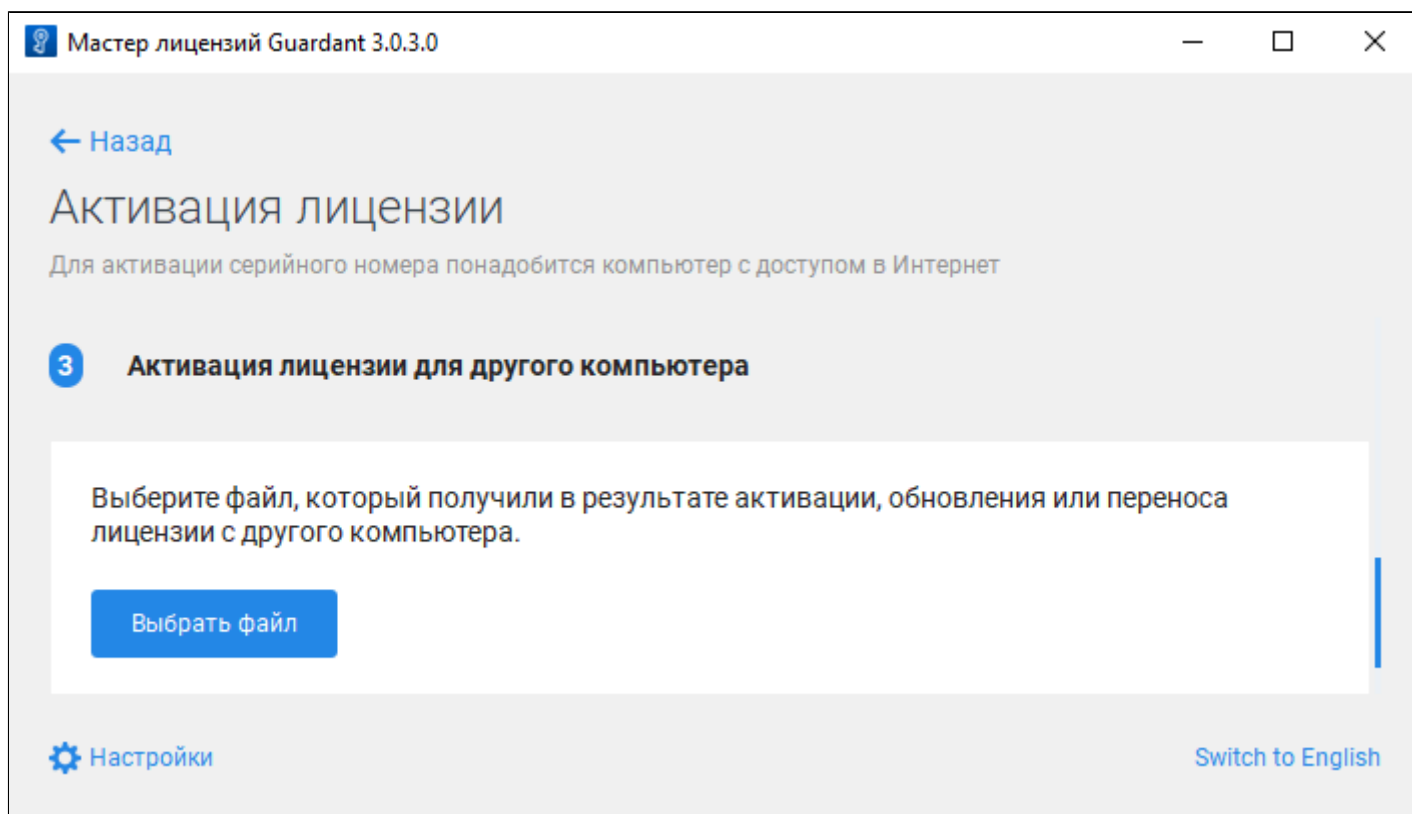 Мастер лицензий Guardant 3.0.3.0
Назад
Активация лицензии
Для активации серийного номера понадобится компьютер с доступом в Интернет
3 Активация лицензии для другого компьютера
Выберите файл, который получили в результате активации, обновления или переноса
лицензии с другого компьютера.
Выбрать файл
Настройки Switch to English